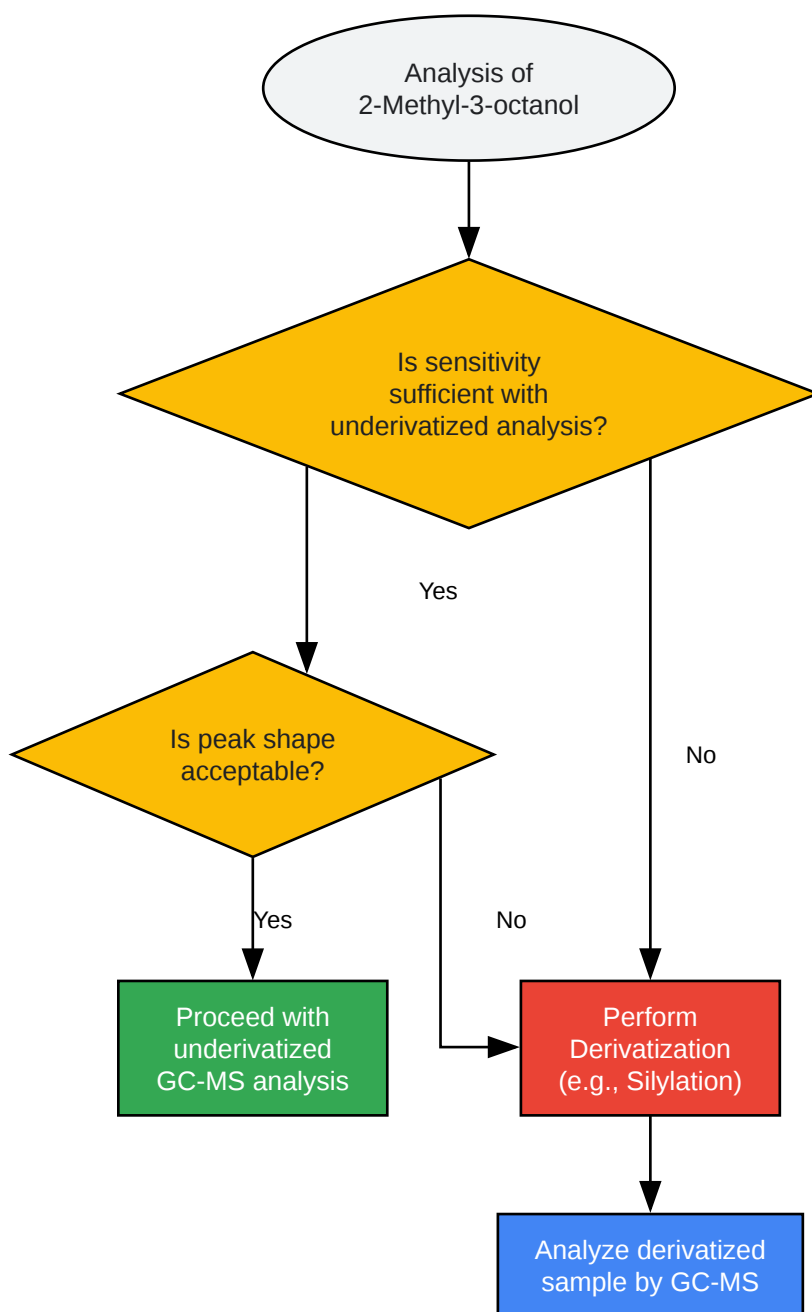 Analysis of
2-Methyl-3-octanol
Is sensitivity
sufficient with
underivatized analysis?
Yes
Is peak shape
acceptable?
No
Yes
No
Proceed with
underivatized
GC-MS analysis
Perform
Derivatization
(e.g., Silylation)
Analyze derivatized
sample by GC-MS